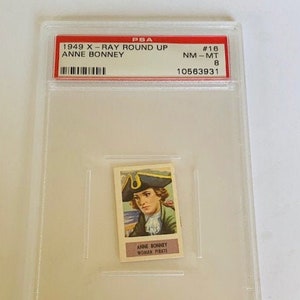 PSA
1949 X-RAY ROUND UP #16
ANNE BONNEY NM-MT
8
10563931
ANNE BONNEY
WOMAN PIRATE